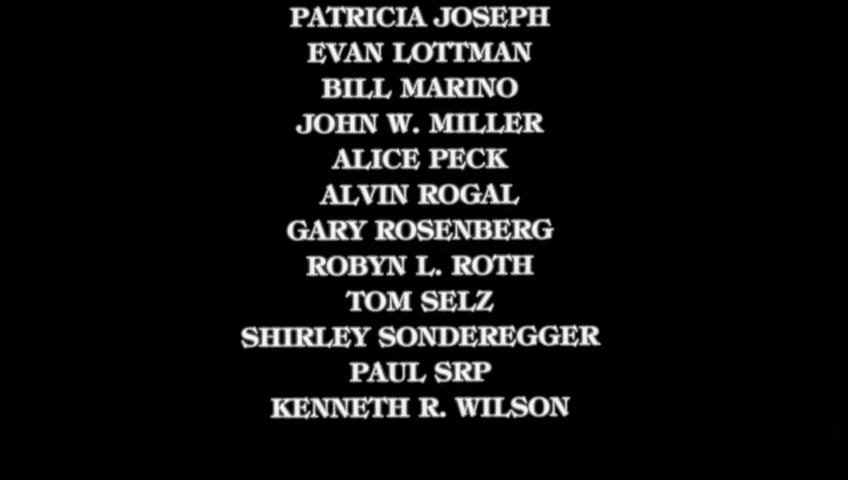 PATRICIA JOSEPH
EVAN LOTTMAN
BILL MARINO
JOHN W. MILLER
ALICE PECK
ALVIN ROGAL
GARY ROSENBERG
ROBYN L. ROTH
TOM SELZ
SHIRLEY SONDEREGGER
PAUL SRP
KENNETH R. WILSON